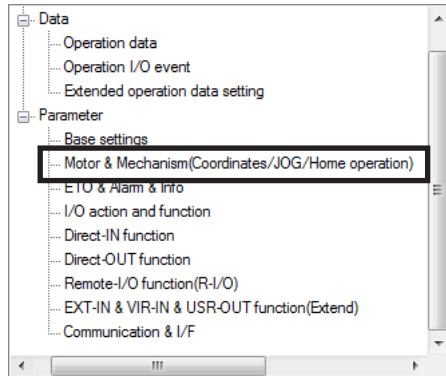 Data
Operation data
Operation I/O event
Extended operation data setting
Parameter
Base settings
Motor & Mechanism(Coordinates/JOG/Home operation)
ETO & Alarm & Info
I/O action and function
Direct-IN function
Direct-OUT function
Remote-I/O function(R-I/O)
EXT-IN & VIR-IN & USR-OUT function(Extend)
Communication & I/F